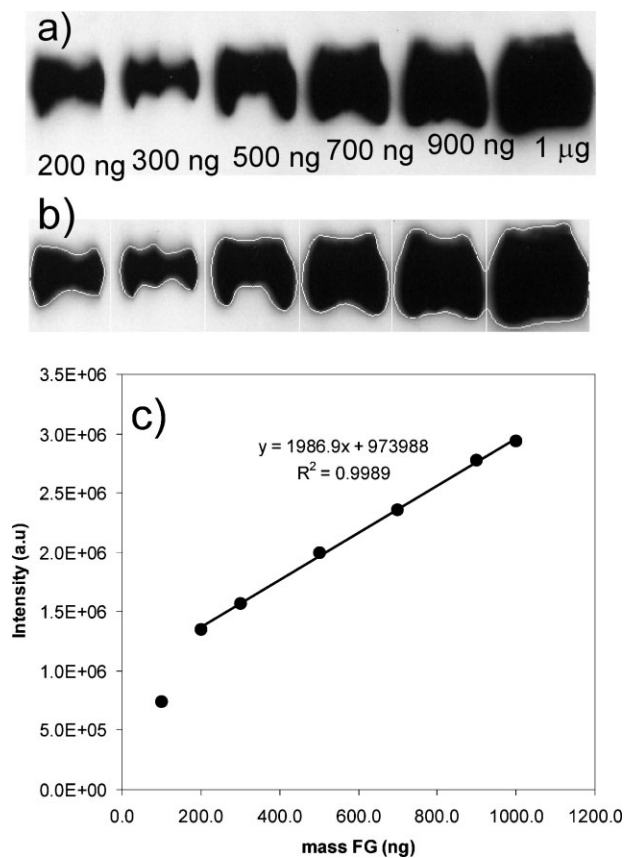 a)
200 ng 300 ng 500 ng 700 ng 900 ng 1 μg
b)
c)
y = 1986.9x + 973988
R² = 0.9989
3.5E+06
3.0E+06
2.5E+06
2.0E+06
1.5E+06
1.0E+06
5.0E+05
0.0E+00
Intensity (a.u)
0.0 200.0 400.0 600.0 800.0 1000.0 1200.0
mass FG (ng)